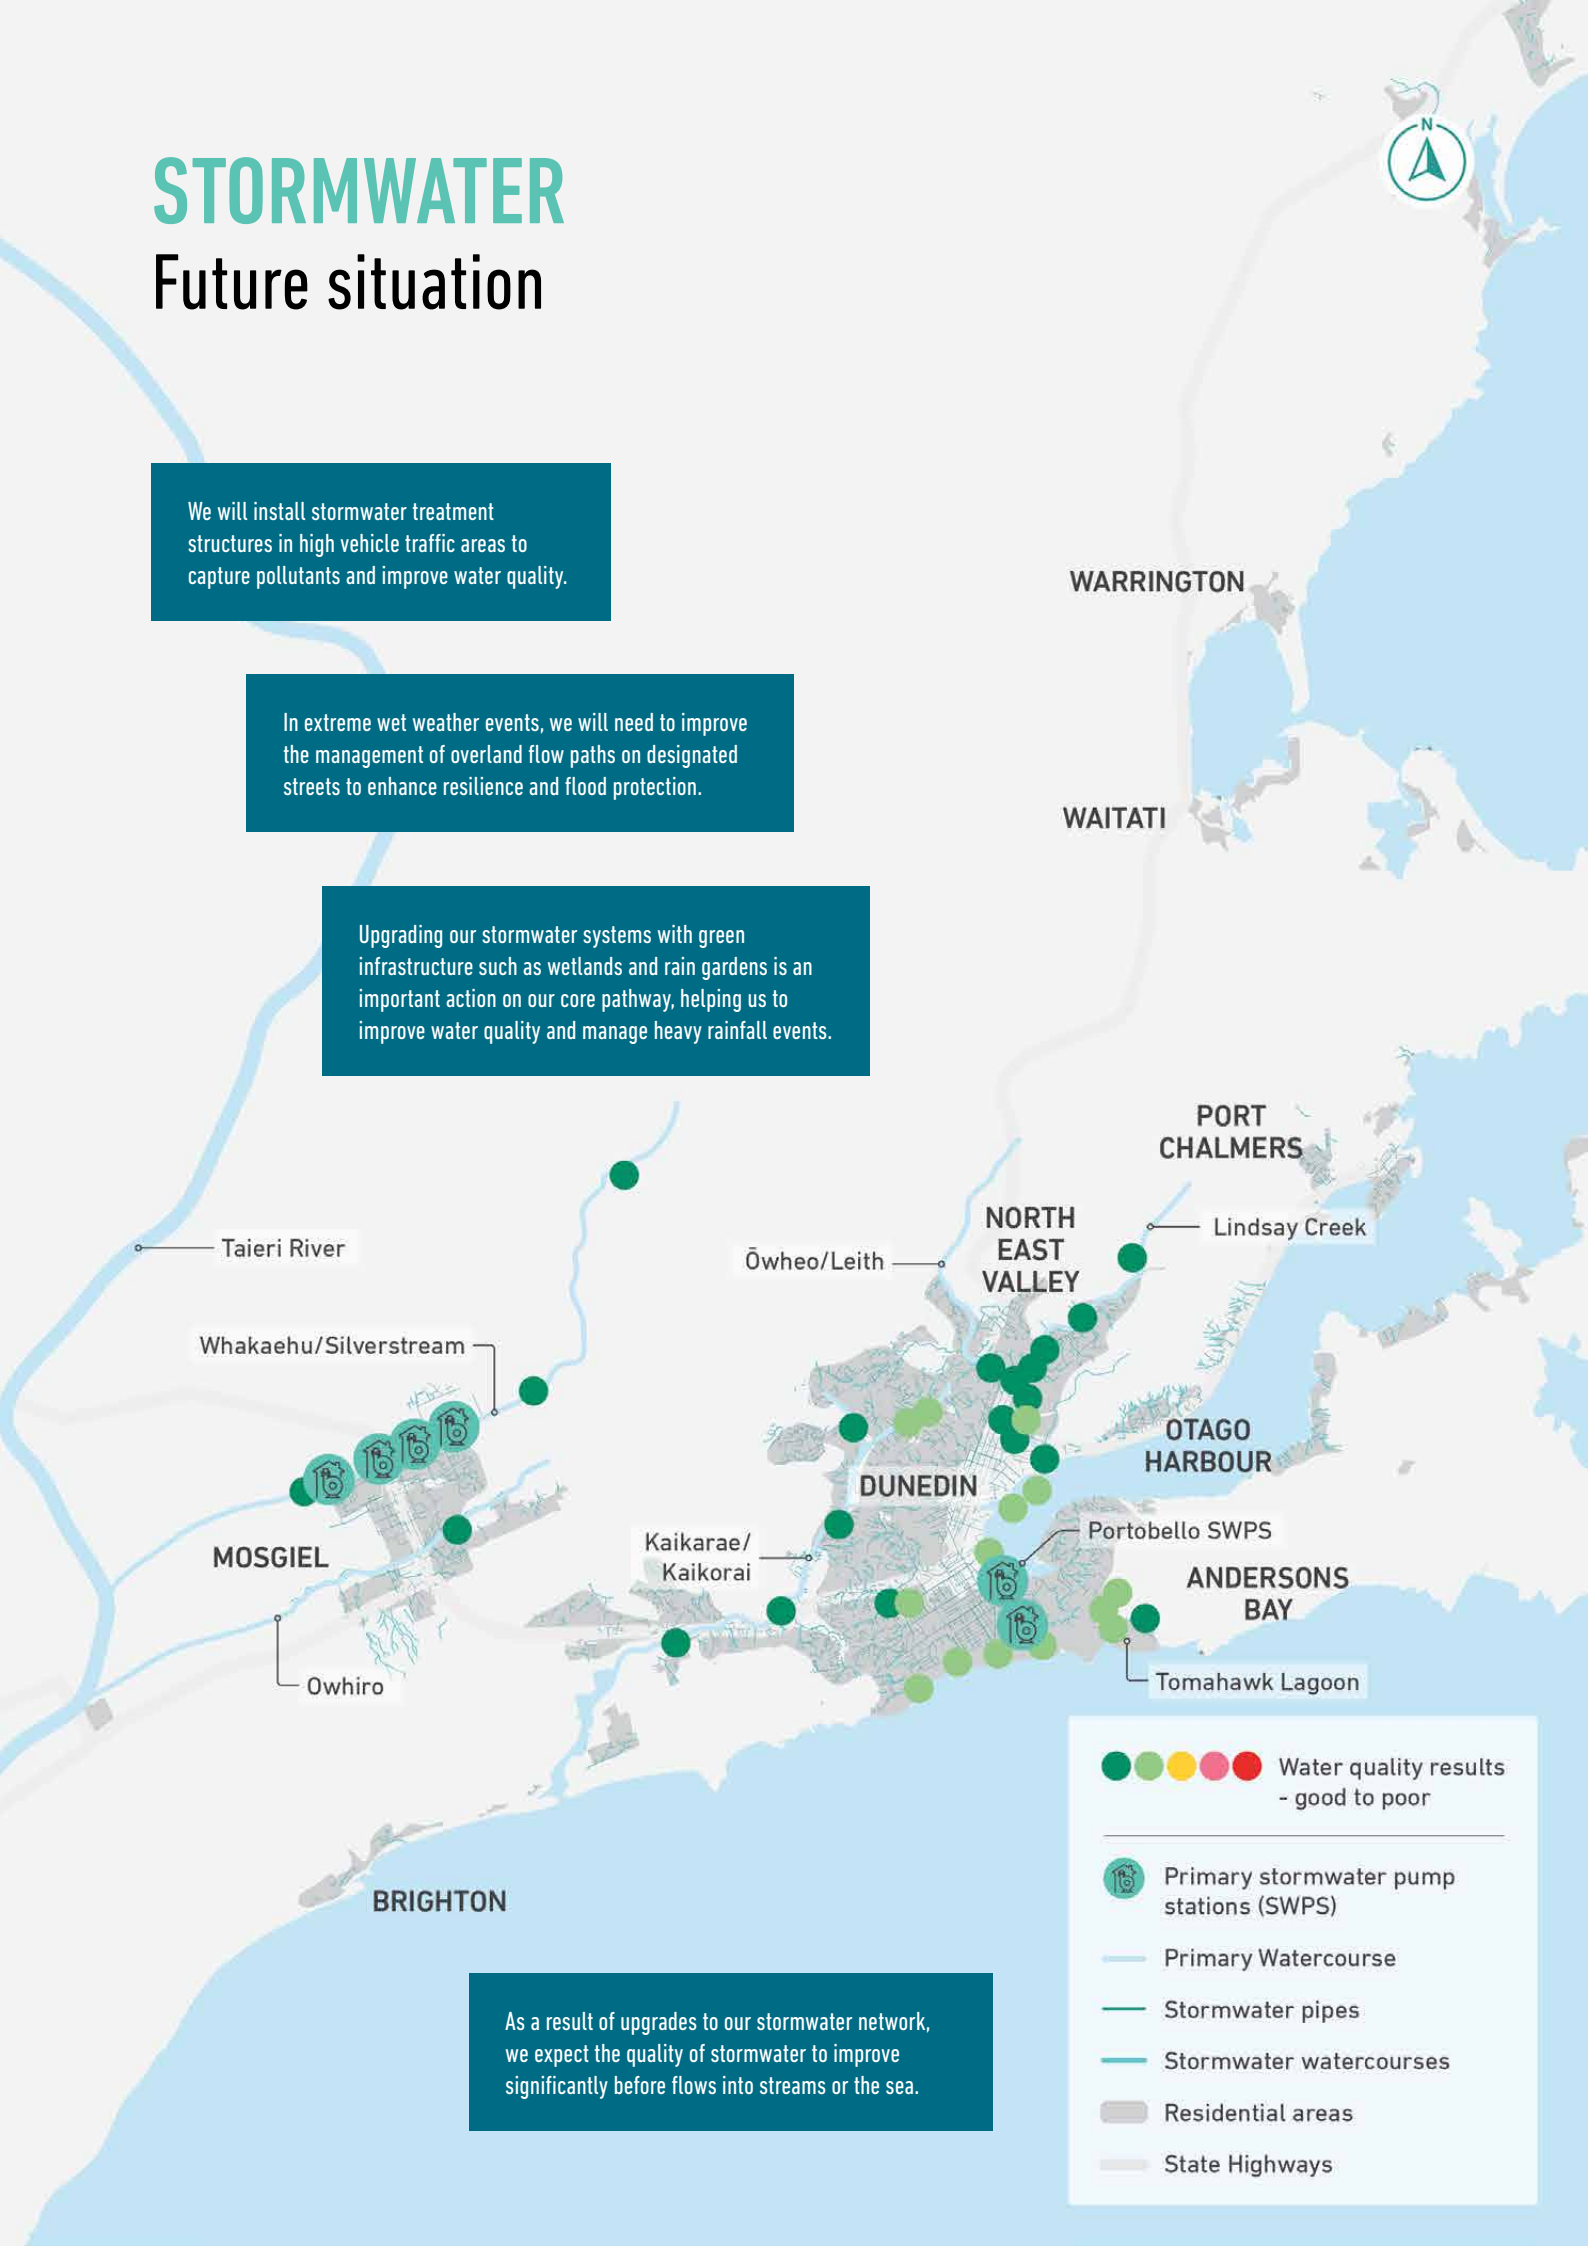 N
STORMWATER
Future situation
We will install stormwater treatment
structures in high vehicle traffic areas to
capture pollutants and improve water quality.
WARRINGTON
In extreme wet weather events, we will need to improve
the management of overland flow paths on designated
streets to enhance resilience and flood protection.
WAITATI
Upgrading our stormwater systems with green
infrastructure such as wetlands and rain gardens is an
important action on our core pathway, helping us to
improve water quality and manage heavy rainfall events.
PORT
CHALMERS
NORTH
EAST
VALLEY
Lindsay Creek
Taieri River
Ōwheo/Leith
Whakaehu/Silverstream
OTAGO
HARBOUR
DUNEDIN
Portobello SWPS
Kaikarae/
Kaikorai
MOSGIEL
ANDERSONS
BAY
Owhiro
Tomahawk Lagoon
Water quality results
- good to poor
Primary stormwater pump
stations (SWPS)
Primary Watercourse
Stormwater pipes
Stormwater watercourses
Residential areas
State Highways
BRIGHTON
As a result of upgrades to our stormwater network,
we expect the quality of stormwater to improve
significantly before flows into streams or the sea.